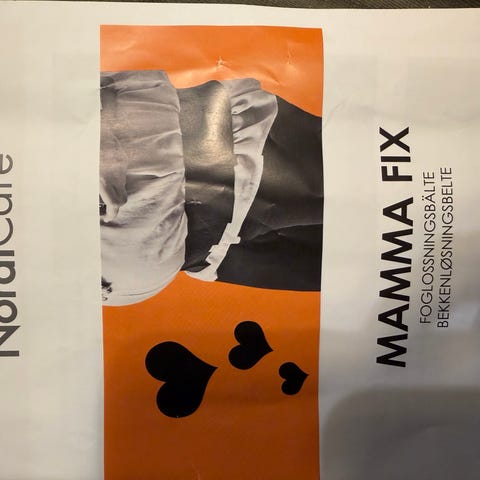 NordiCare
MAMMA FIX
FOGLOSSNINGSBÄLTE
BEKKENLØSNINGSBELTE